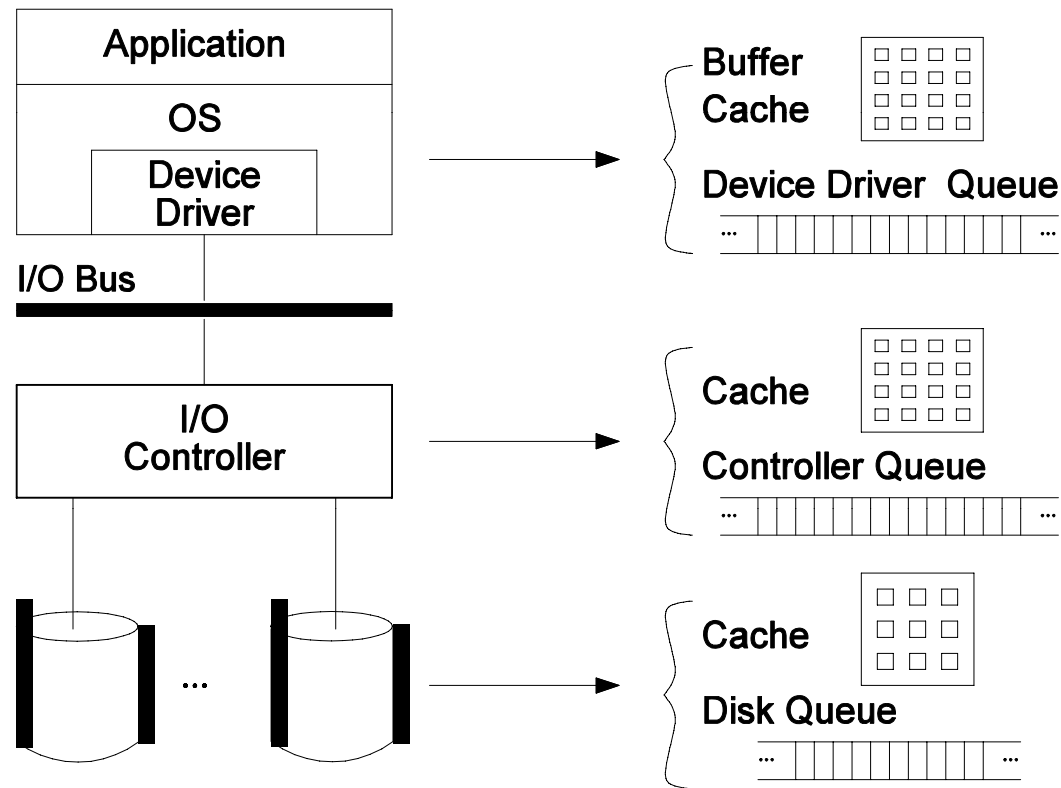 Application
OS
Device
Driver
I/O Bus
I/O
Controller
...
Buffer
Cache
Device Driver Queue
... ...
Cache
Controller Queue
... ...
Cache
Disk Queue
... ...